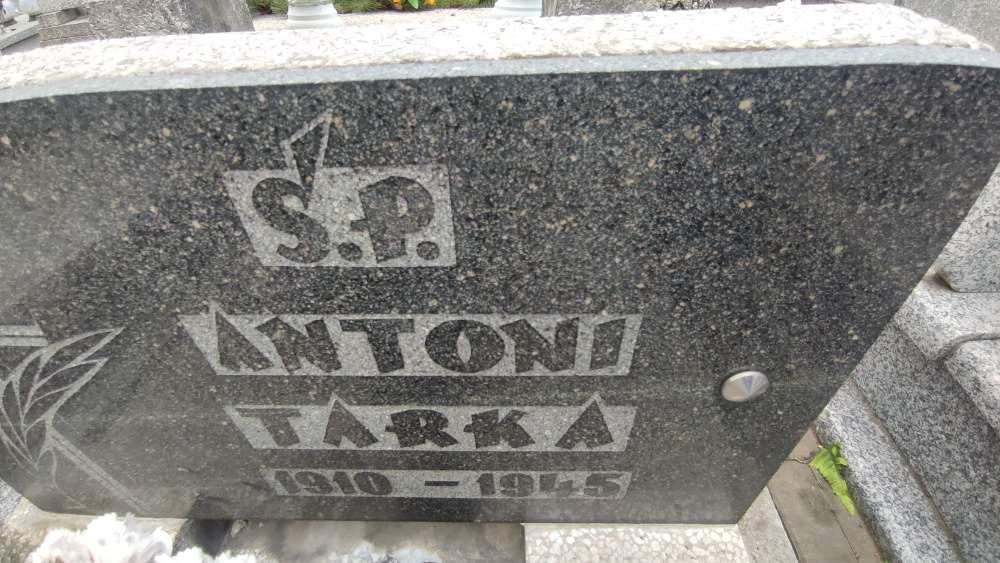 Ś.P.
ANTONI
TARKA
1910 - 1945